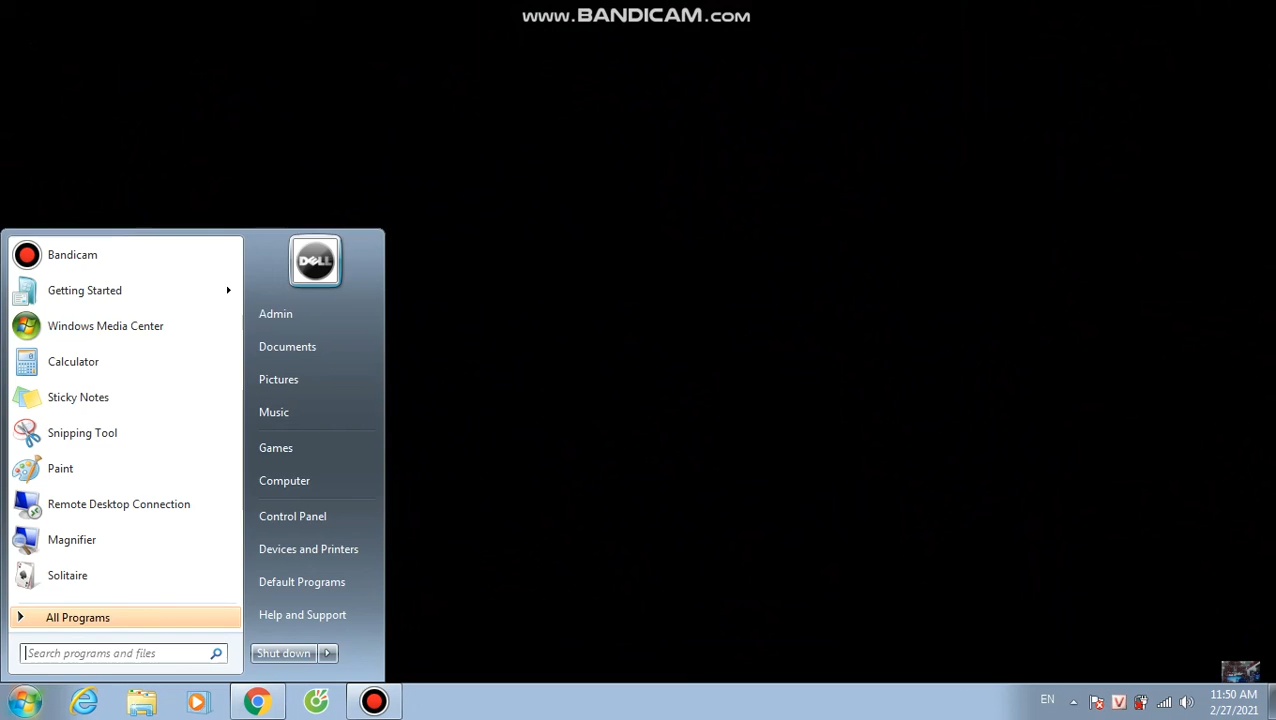 www.BANDICAM.com
Bandicam
Getting Started
Windows Media Center
Calculator
Sticky Notes
Snipping Tool
Paint
Remote Desktop Connection
Magnifier
Solitaire
All Programs
Search programs and files
DELL
Admin
Documents
Pictures
Music
Games
Computer
Control Panel
Devices and Printers
Default Programs
Help and Support
Shut down
EN
V
11:50 AM
2/27/2021